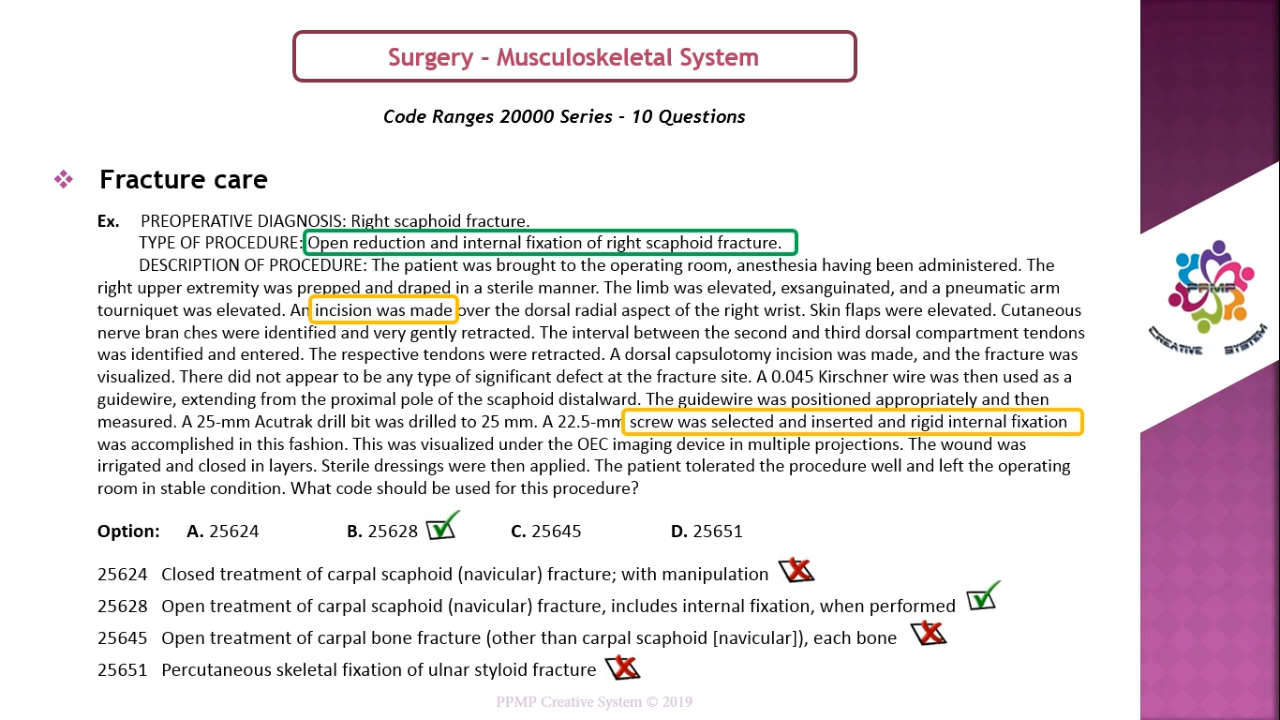 Surgery - Musculoskeletal System
Code Ranges 20000 Series - 10 Questions
❖ Fracture care
Ex. PREOPERATIVE DIAGNOSIS: Right scaphoid fracture.
TYPE OF PROCEDURE: Open reduction and internal fixation of right scaphoid fracture.
DESCRIPTION OF PROCEDURE: The patient was brought to the operating room, anesthesia having been administered. The
right upper extremity was prepped and draped in a sterile manner. The limb was elevated, exsanguinated, and a pneumatic arm
tourniquet was elevated. An incision was made over the dorsal radial aspect of the right wrist. Skin flaps were elevated. Cutaneous
nerve bran ches were identified and very gently retracted. The interval between the second and third dorsal compartment tendons
was identified and entered. The respective tendons were retracted. A dorsal capsulotomy incision was made, and the fracture was
visualized. There did not appear to be any type of significant defect at the fracture site. A 0.045 Kirschner wire was then used as a
guidewire, extending from the proximal pole of the scaphoid distalward. The guidewire was positioned appropriately and then
measured. A 25-mm Acutrak drill bit was drilled to 25 mm. A 22.5-mm screw was selected and inserted and rigid internal fixation
was accomplished in this fashion. This was visualized under the OEC imaging device in multiple projections. The wound was
irrigated and closed in layers. Sterile dressings were then applied. The patient tolerated the procedure well and left the operating
room in stable condition. What code should be used for this procedure?
Option: A. 25624 B. 25628 C. 25645 D. 25651
25624 Closed treatment of carpal scaphoid (navicular) fracture; with manipulation
25628 Open treatment of carpal scaphoid (navicular) fracture, includes internal fixation, when performed
25645 Open treatment of carpal bone fracture (other than carpal scaphoid [navicular]), each bone
25651 Percutaneous skeletal fixation of ulnar styloid fracture
PPMP Creative System © 2019
PPMP
CREATIVE SYSTEM